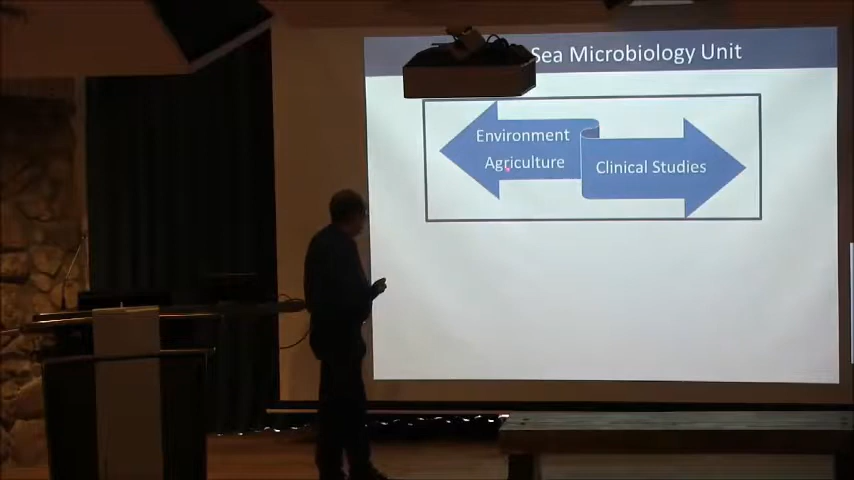 Sea Microbiology Unit
Environment
Agriculture
Clinical Studies